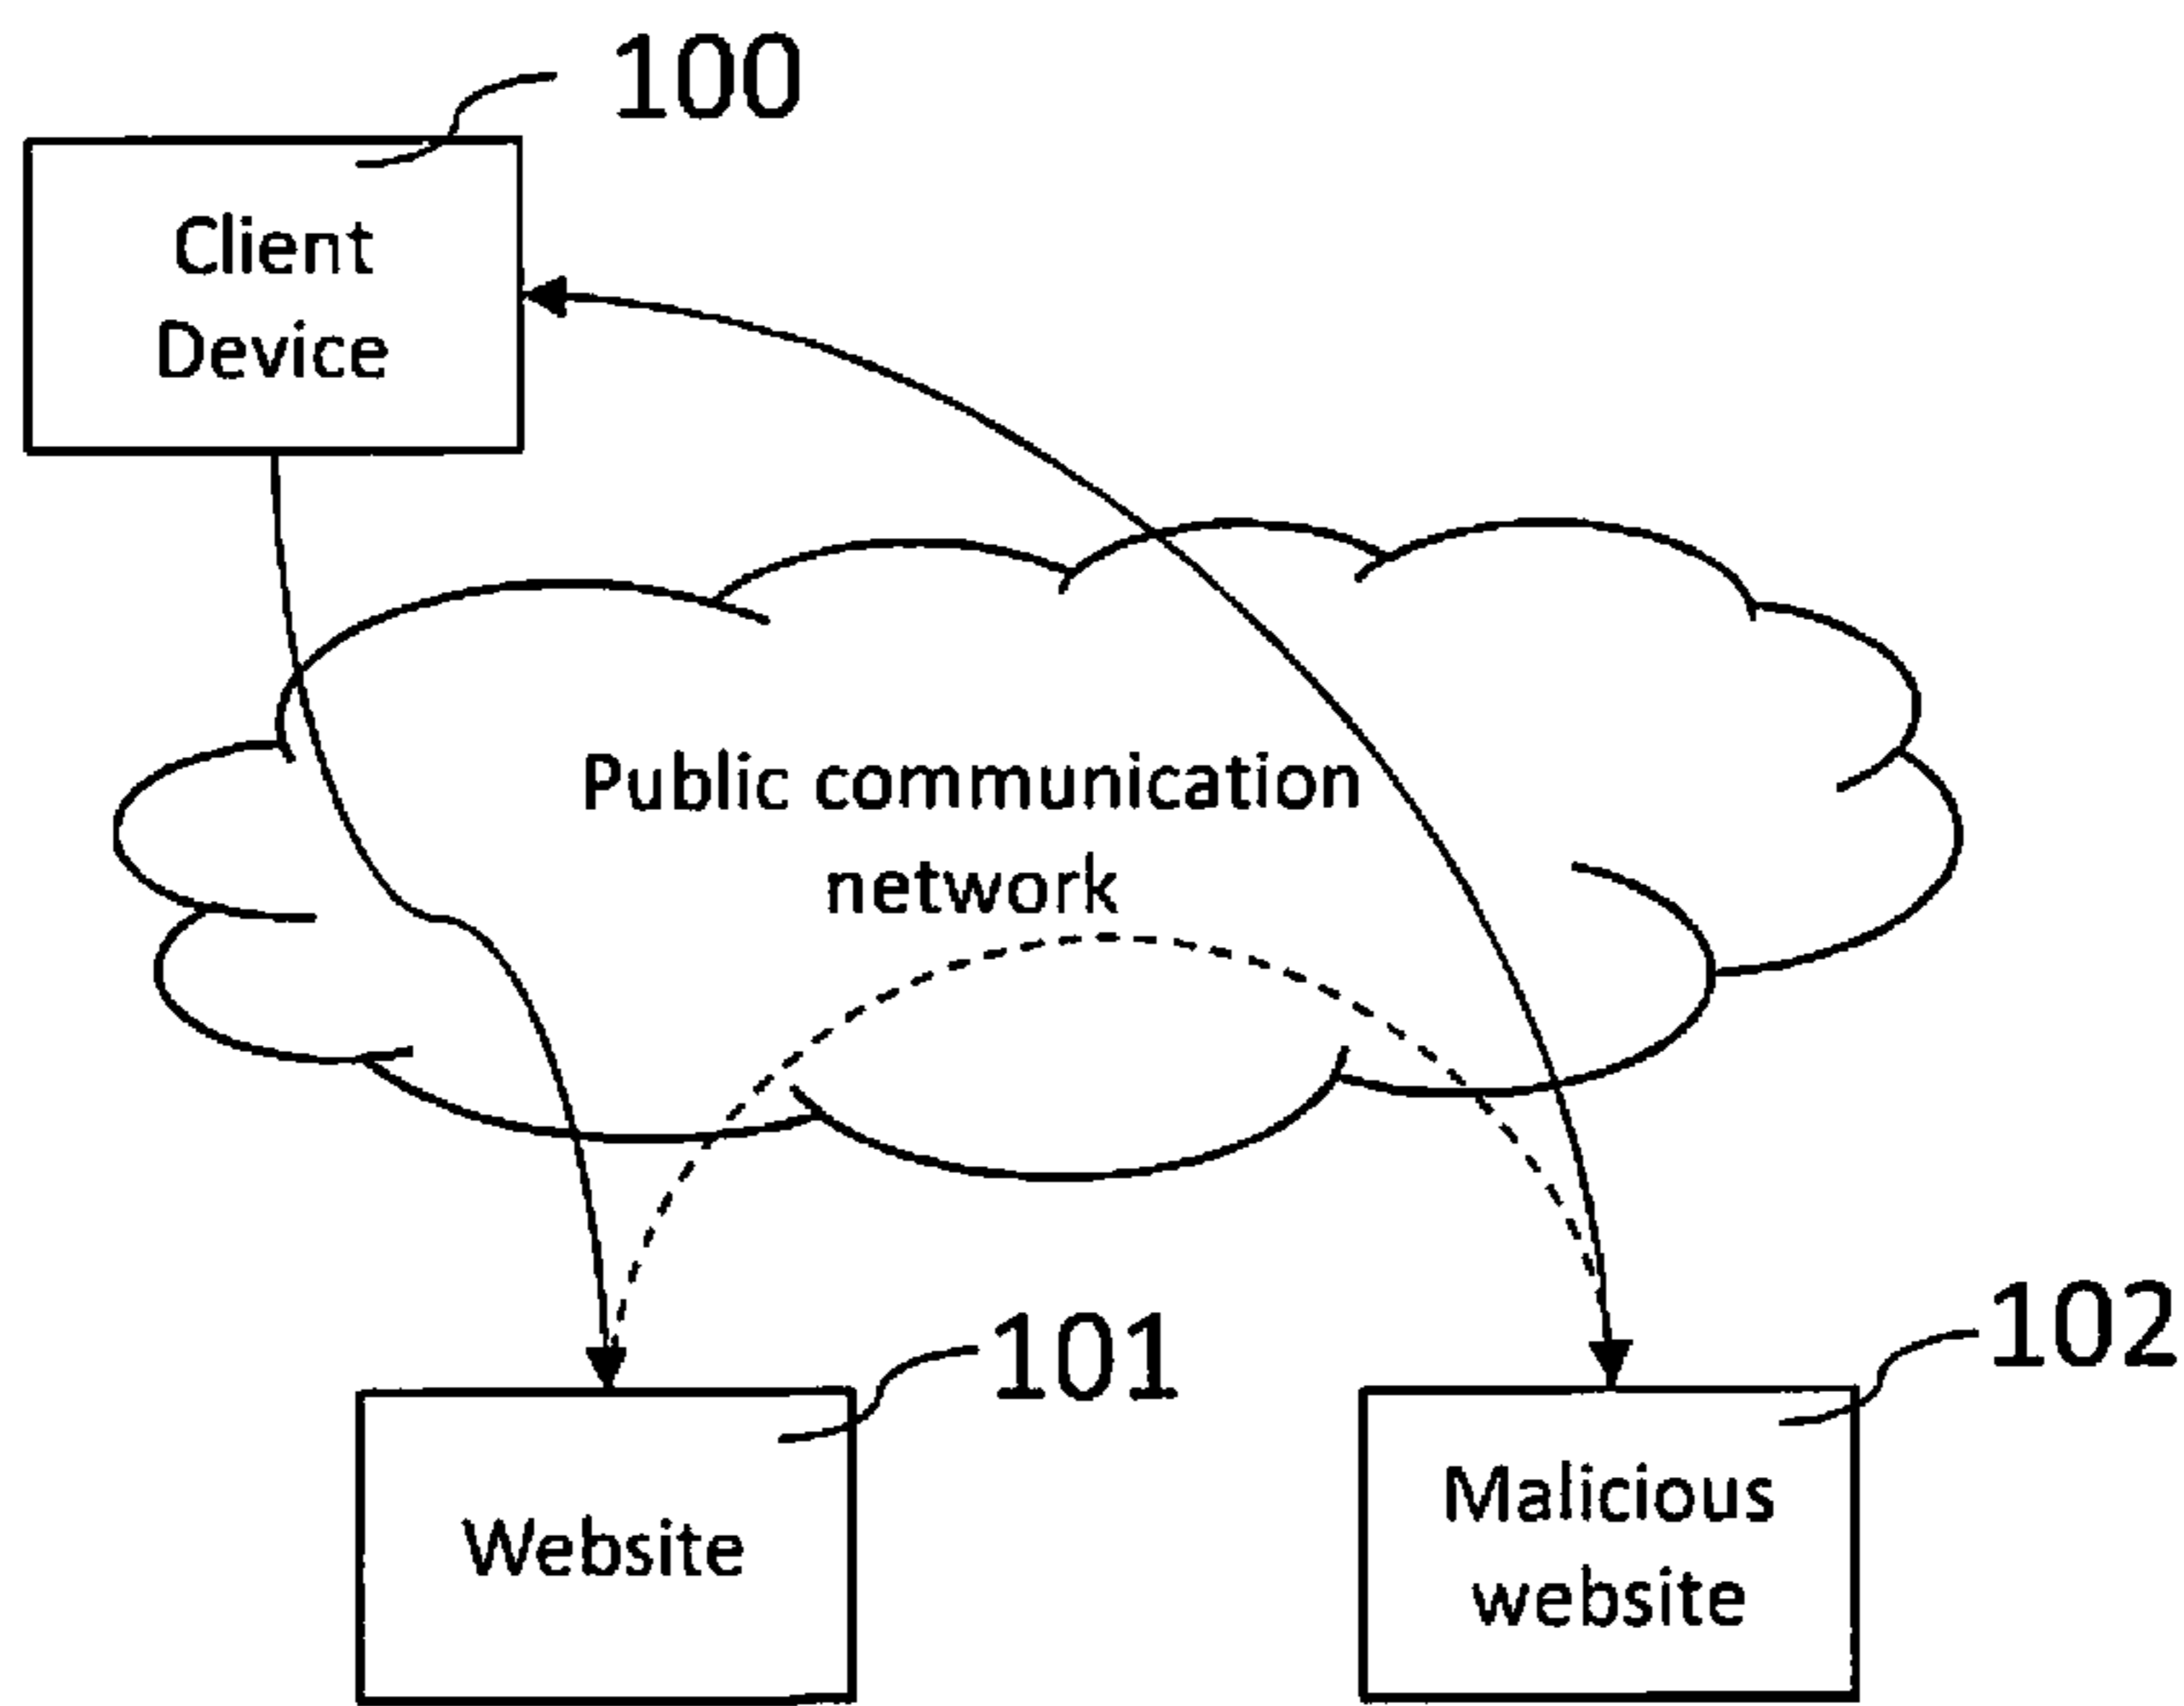 100
Client
Device
Public communication
network
101
102
Website
Malicious
website